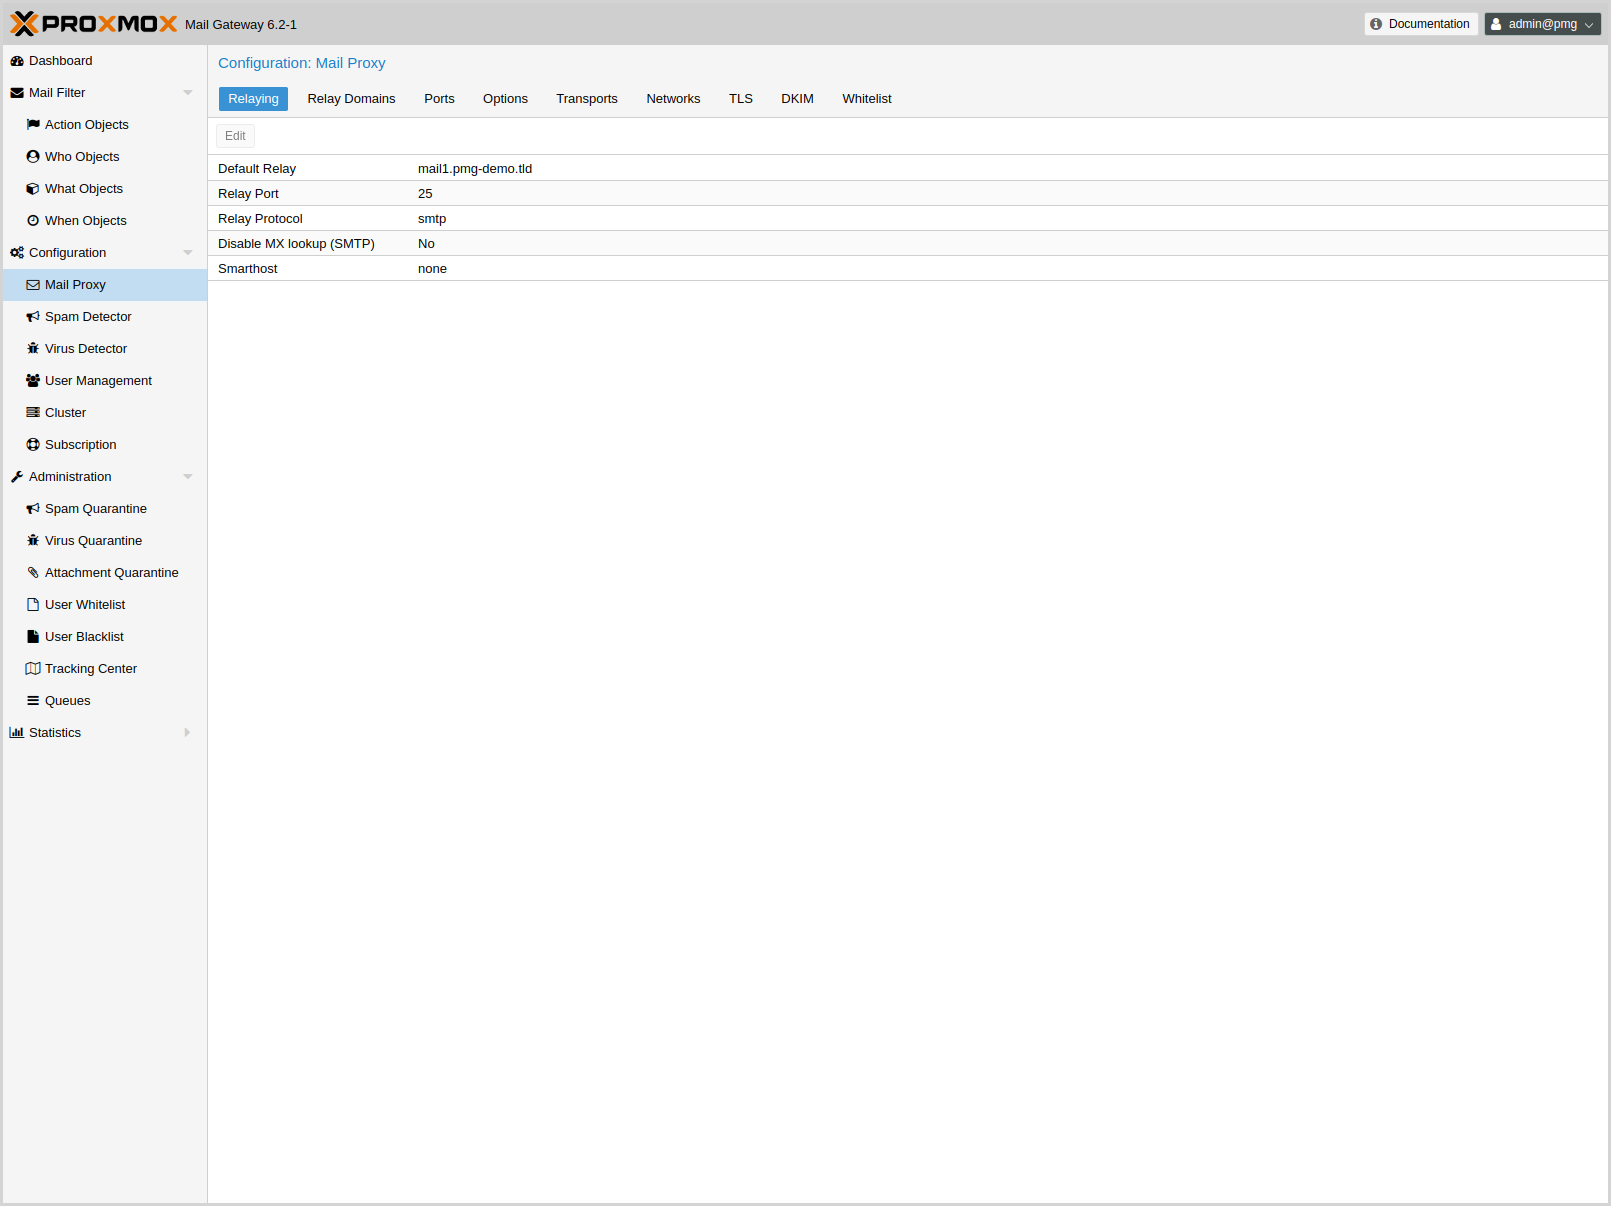 PROXMOX Mail Gateway 6.2-1
Documentation
admin@pmg
Dashboard
Mail Filter
Action Objects
Who Objects
What Objects
When Objects
Configuration
Mail Proxy
Spam Detector
Virus Detector
User Management
Cluster
Subscription
Administration
Spam Quarantine
Virus Quarantine
Attachment Quarantine
User Whitelist
User Blacklist
Tracking Center
Queues
Statistics
Configuration: Mail Proxy
Relaying Relay Domains Ports Options Transports Networks TLS DKIM Whitelist
Edit
Default Relay mail1.pmg-demo.tld
Relay Port 25
Relay Protocol smtp
Disable MX lookup (SMTP) No
Smarthost none